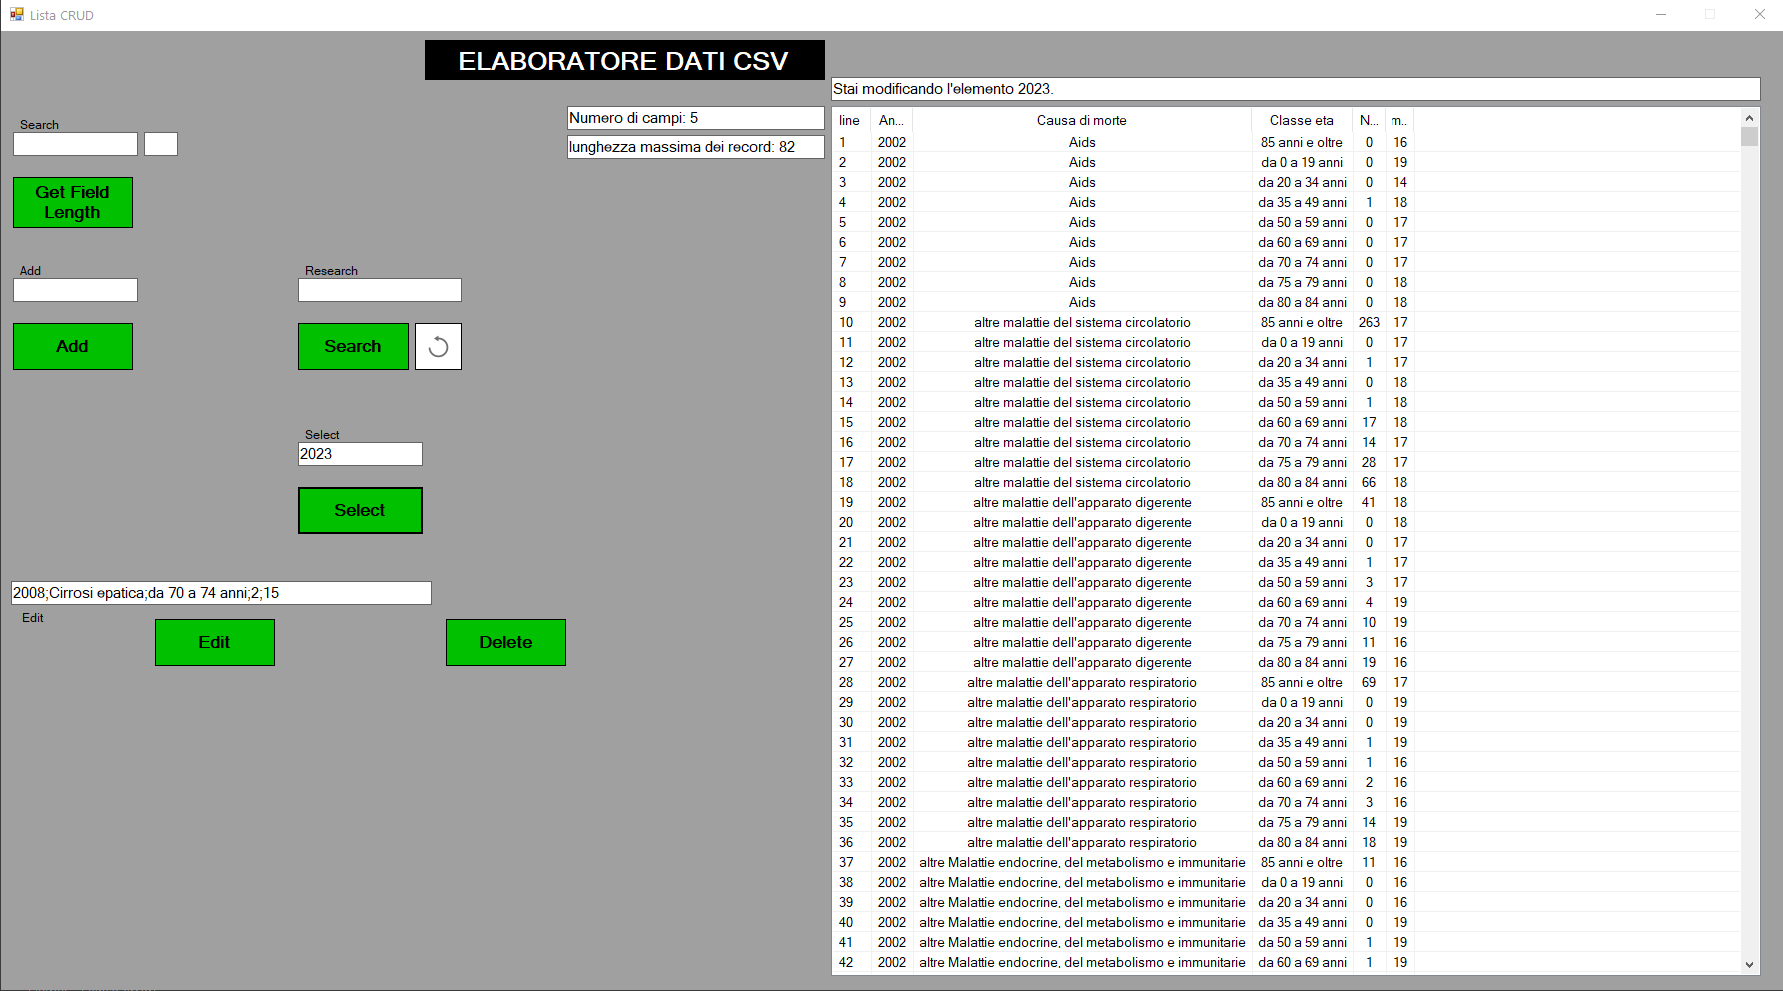 Lista CRUD
ELABORATORE DATI CSV
Numero di campi: 5
lunghezza massima dei record: 82
Search
Get Field
Length
Add
Add
Research
Search
Select
2023
Select
2008;Cirrosi epatica;da 70 a 74 anni;2;15
Edit
Edit
Delete
Stai modificando l'elemento 2023.
line An... Causa di morte Classe eta N... m..
1 2002 Aids 85 anni e oltre 0 16
2 2002 Aids da 0 a 19 anni 0 19
3 2002 Aids da 20 a 34 anni 0 14
4 2002 Aids da 35 a 49 anni 1 18
5 2002 Aids da 50 a 59 anni 0 17
6 2002 Aids da 60 a 69 anni 0 17
7 2002 Aids da 70 a 74 anni 0 17
8 2002 Aids da 75 a 79 anni 0 18
9 2002 Aids da 80 a 84 anni 0 18
10 2002 altre malattie del sistema circolatorio 85 anni e oltre 263 17
11 2002 altre malattie del sistema circolatorio da 0 a 19 anni 0 17
12 2002 altre malattie del sistema circolatorio da 20 a 34 anni 1 17
13 2002 altre malattie del sistema circolatorio da 35 a 49 anni 0 18
14 2002 altre malattie del sistema circolatorio da 50 a 59 anni 1 18
15 2002 altre malattie del sistema circolatorio da 60 a 69 anni 17 18
16 2002 altre malattie del sistema circolatorio da 70 a 74 anni 14 17
17 2002 altre malattie del sistema circolatorio da 75 a 79 anni 28 17
18 2002 altre malattie del sistema circolatorio da 80 a 84 anni 66 18
19 2002 altre malattie dell'apparato digerente 85 anni e oltre 41 18
20 2002 altre malattie dell'apparato digerente da 0 a 19 anni 0 18
21 2002 altre malattie dell'apparato digerente da 20 a 34 anni 0 17
22 2002 altre malattie dell'apparato digerente da 35 a 49 anni 1 17
23 2002 altre malattie dell'apparato digerente da 50 a 59 anni 3 17
24 2002 altre malattie dell'apparato digerente da 60 a 69 anni 4 19
25 2002 altre malattie dell'apparato digerente da 70 a 74 anni 10 19
26 2002 altre malattie dell'apparato digerente da 75 a 79 anni 11 16
27 2002 altre malattie dell'apparato digerente da 80 a 84 anni 19 16
28 2002 altre malattie dell'apparato respiratorio 85 anni e oltre 69 17
29 2002 altre malattie dell'apparato respiratorio da 0 a 19 anni 0 19
30 2002 altre malattie dell'apparato respiratorio da 20 a 34 anni 0 19
31 2002 altre malattie dell'apparato respiratorio da 35 a 49 anni 1 19
32 2002 altre malattie dell'apparato respiratorio da 50 a 59 anni 1 16
33 2002 altre malattie dell'apparato respiratorio da 60 a 69 anni 2 16
34 2002 altre malattie dell'apparato respiratorio da 70 a 74 anni 3 16
35 2002 altre malattie dell'apparato respiratorio da 75 a 79 anni 14 19
36 2002 altre malattie dell'apparato respiratorio da 80 a 84 anni 18 19
37 2002 altre Malattie endocrine, del metabolismo e immunitarie 85 anni e oltre 11 16
38 2002 altre Malattie endocrine, del metabolismo e immunitarie da 0 a 19 anni 0 16
39 2002 altre Malattie endocrine, del metabolismo e immunitarie da 20 a 34 anni 0 16
40 2002 altre Malattie endocrine, del metabolismo e immunitarie da 35 a 49 anni 0 19
41 2002 altre Malattie endocrine, del metabolismo e immunitarie da 50 a 59 anni 1 19
42 2002 altre Malattie endocrine, del metabolismo e immunitarie da 60 a 69 anni 1 19